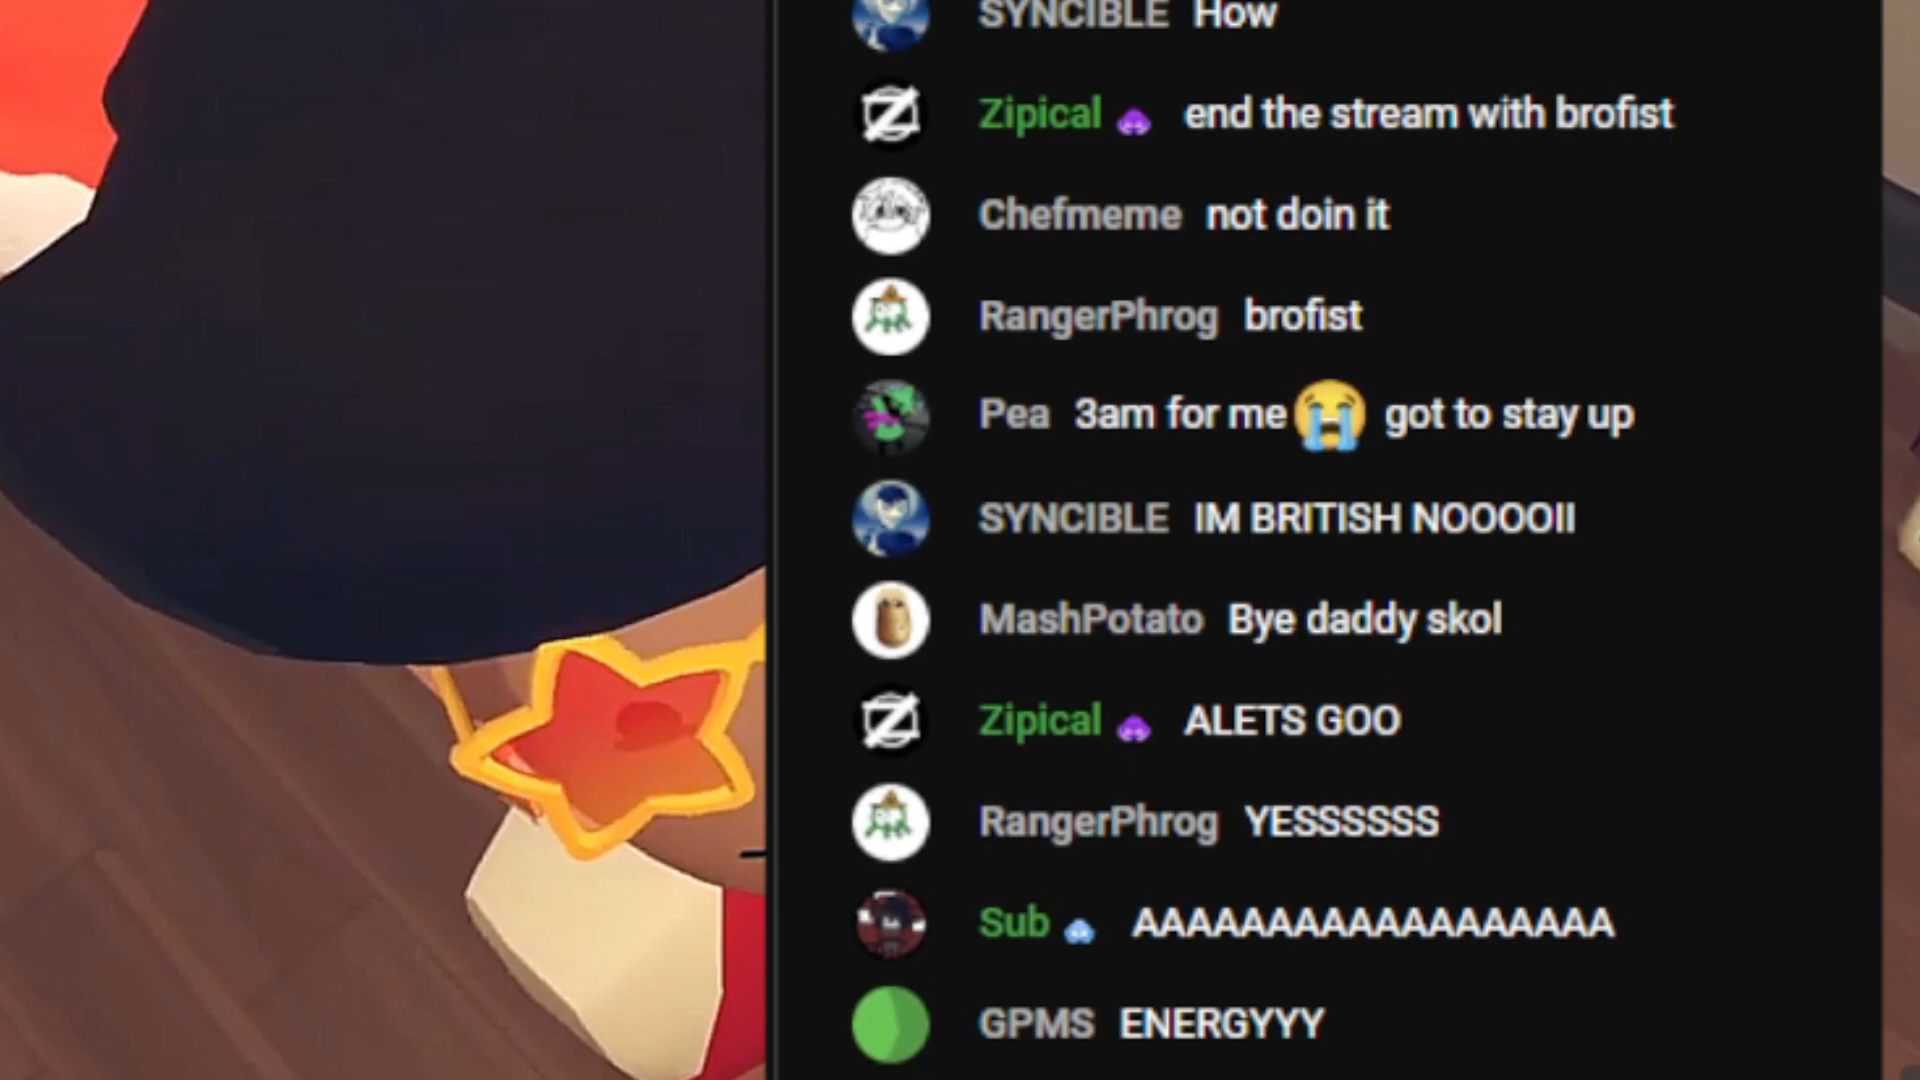 SYNCIBLE How
Zipical end the stream with brofist
Chefmeme not doin it
RangerPhrog brofist
Pea 3am for me😭 got to stay up
SYNCIBLE IM BRITISH NOOOOII
MashPotato Bye daddy skol
Zipical ALETS GOO
RangerPhrog YESSSSSS
Sub AAAAAAAAAAAAAAAAAA
GPMS ENERGYYY